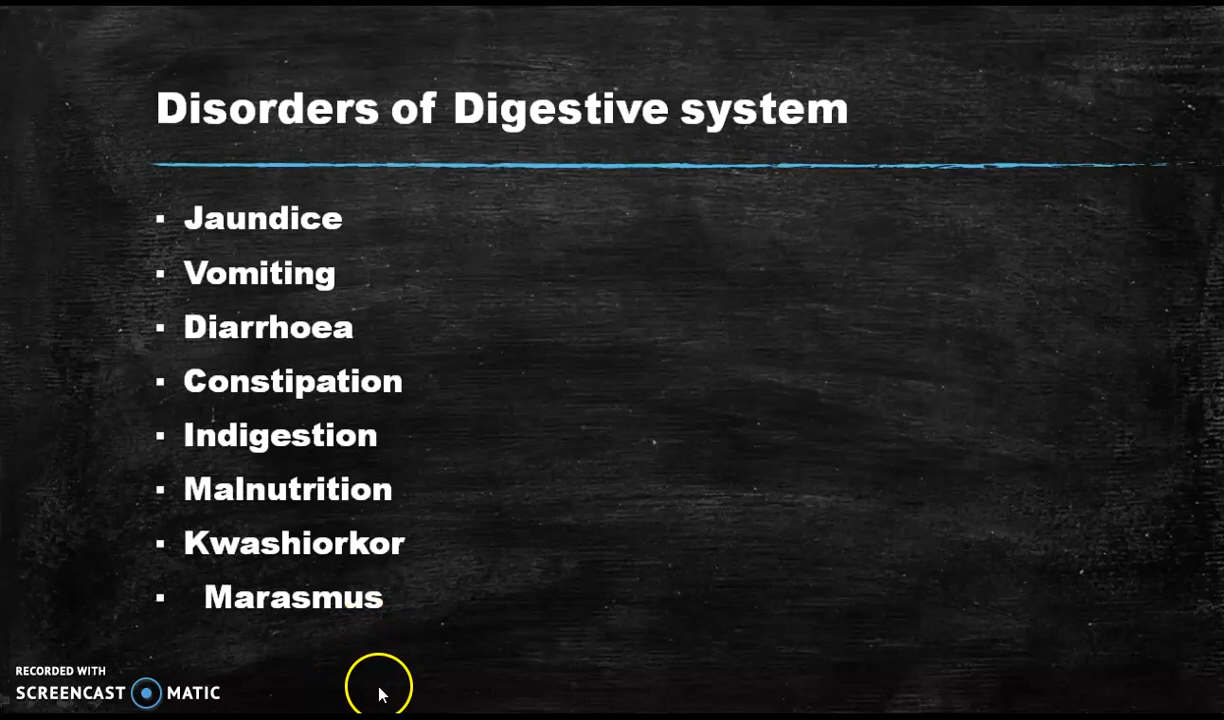 Disorders of Digestive system
▪ Jaundice
▪ Vomiting
▪ Diarrhoea
▪ Constipation
▪ Indigestion
▪ Malnutrition
▪ Kwashiorkor
▪ Marasmus
RECORDED WITH
SCREENCAST MATIC